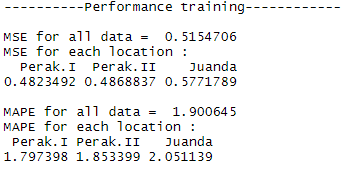 ----------Performance training------------
MSE for all data =  0.5154706
MSE for each location :
  Perak.I  Perak.II    Juanda
0.4823492 0.4868837 0.5771789
MAPE for all data =  1.900645
MAPE for each location :
 Perak.I Perak.II   Juanda
1.797398 1.853399 2.051139